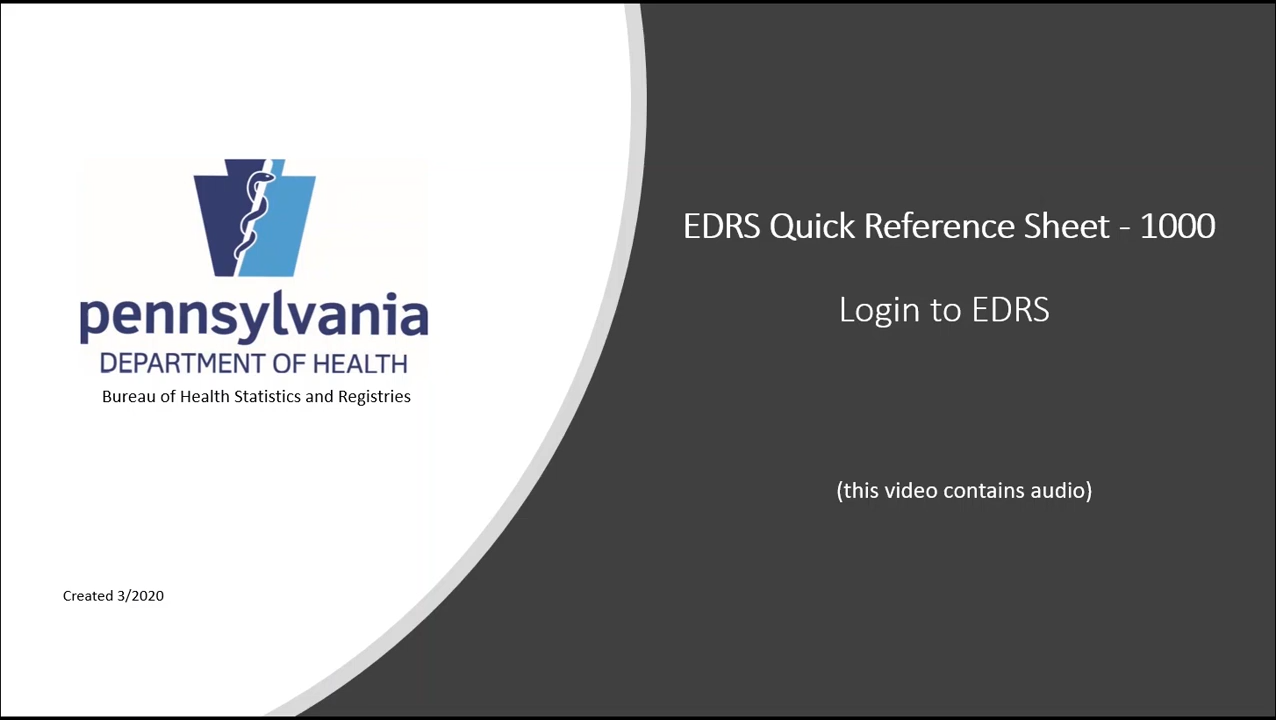 pennsylvania
DEPARTMENT OF HEALTH
Bureau of Health Statistics and Registries
Created 3/2020
EDRS Quick Reference Sheet - 1000
Login to EDRS
(this video contains audio)